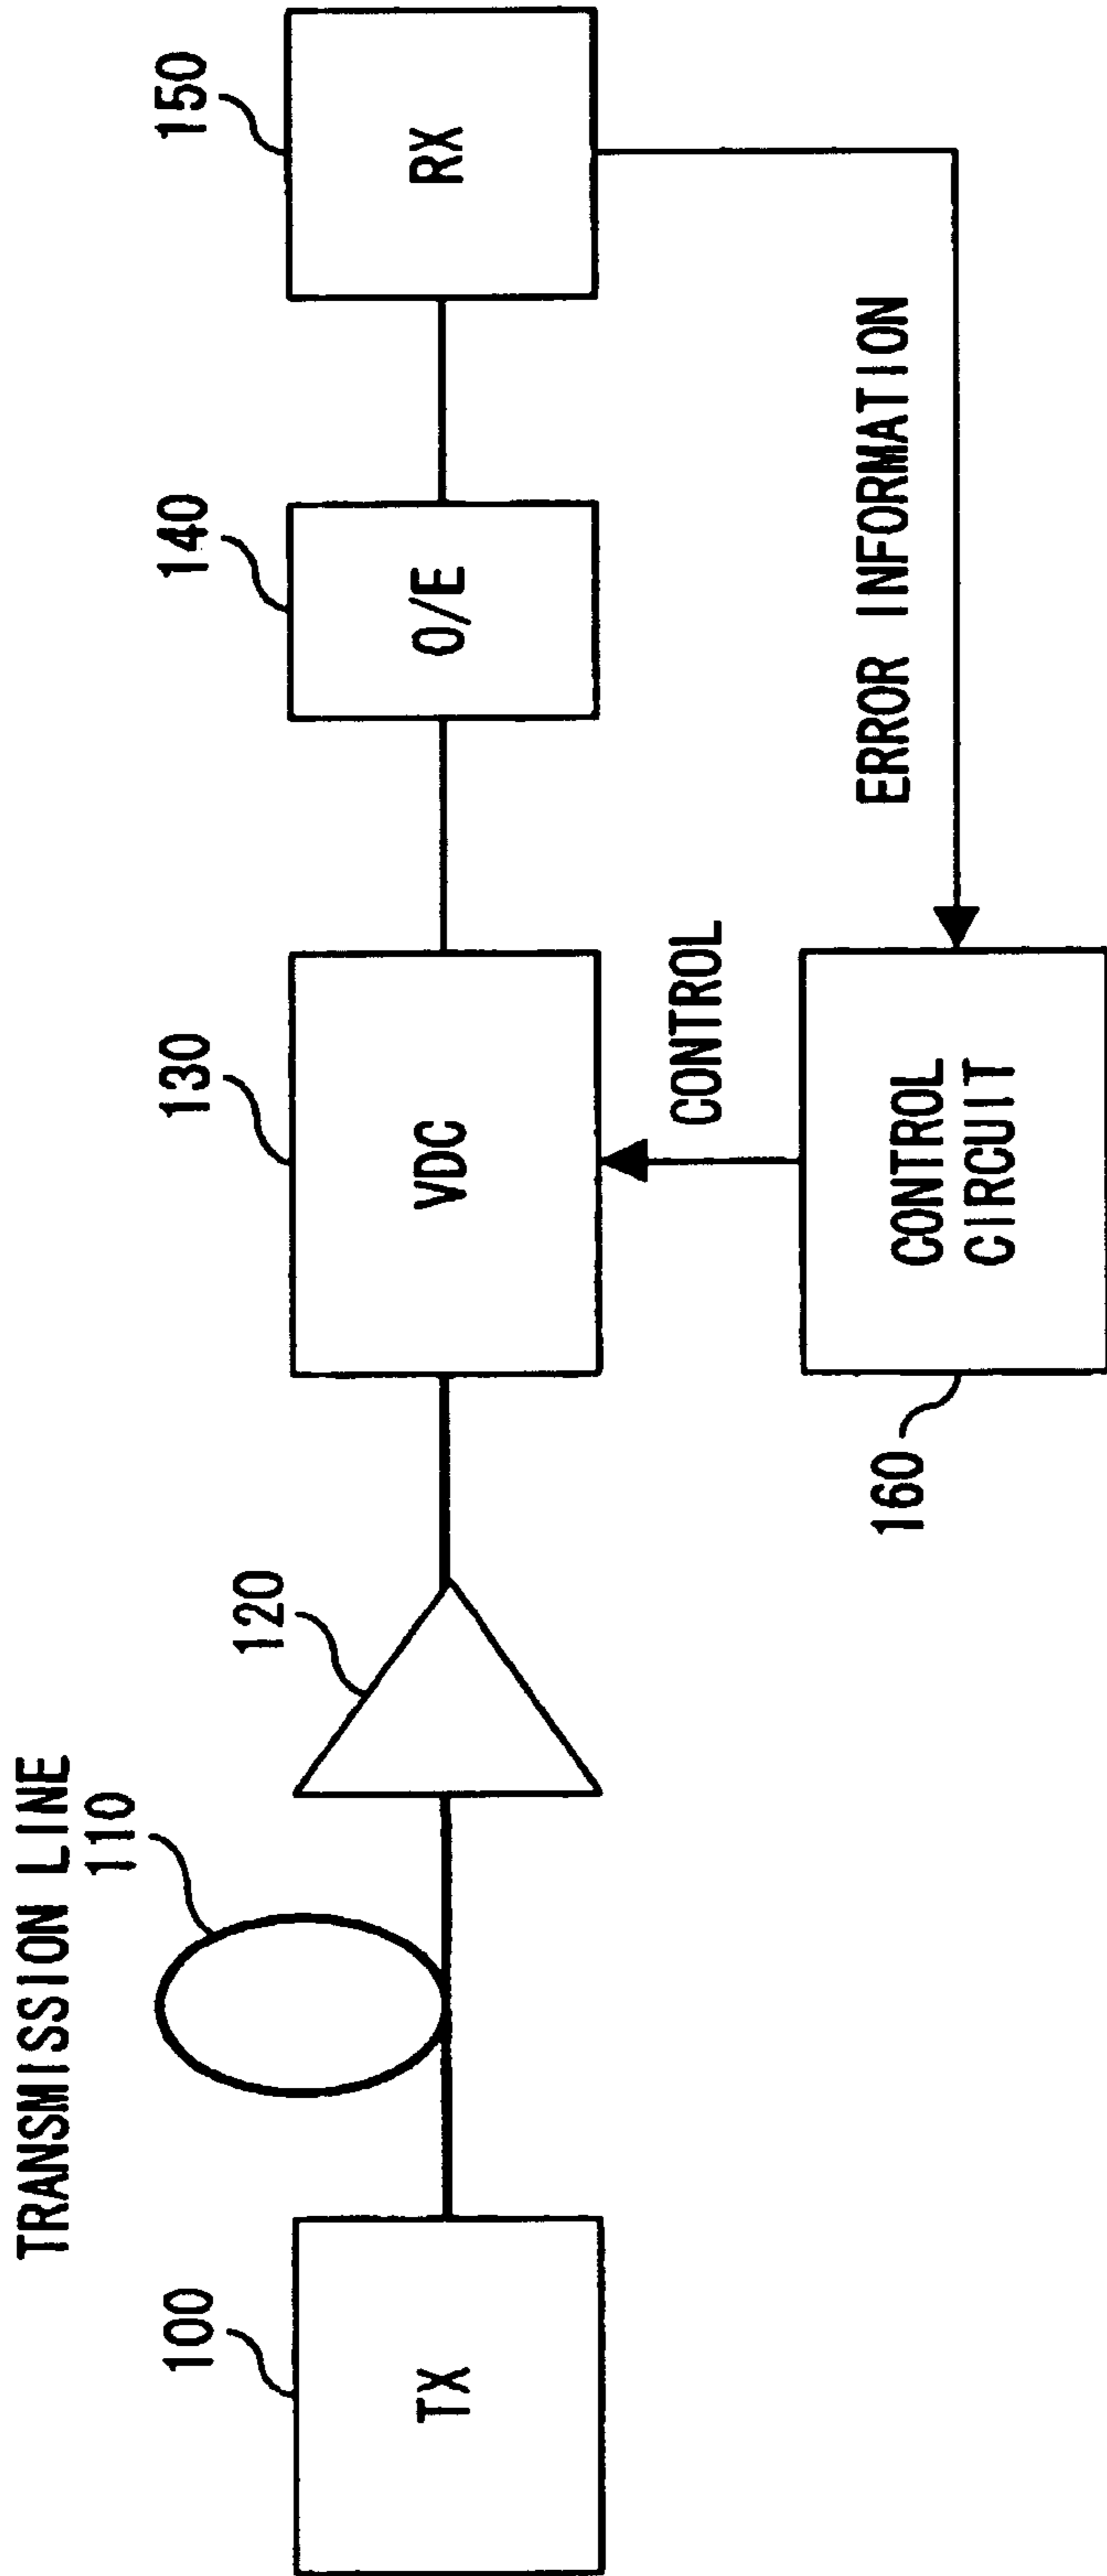 TRANSMISSION LINE
110
100
TX
120
130
VDC
140
O/E
150
RX
CONTROL
ERROR INFORMATION
160
CONTROL
CIRCUIT